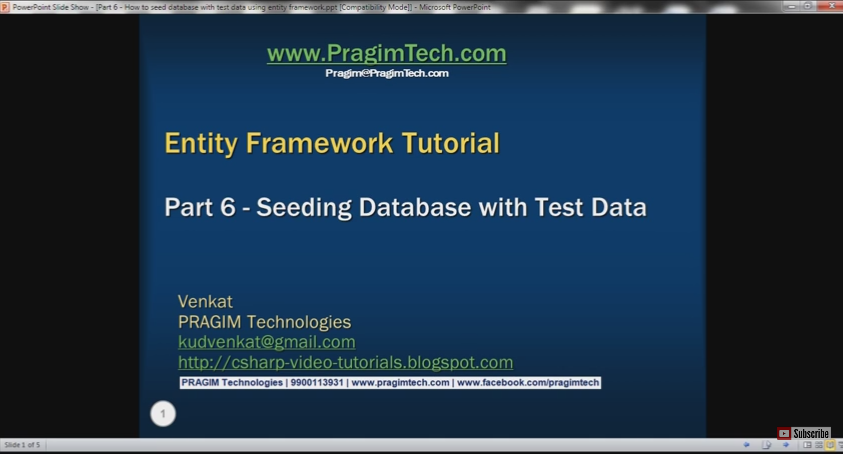 PowerPoint Slide Show - [Part 6 - How to seed database with test data using entity framework.ppt [Compatibility Mode]] - Microsoft PowerPoint
www.PragimTech.com
Pragim@PragimTech.com
Entity Framework Tutorial
Part 6 - Seeding Database with Test Data
Venkat
PRAGIM Technologies
kudvenkat@gmail.com
http://csharp-video-tutorials.blogspot.com
PRAGIM Technologies | 9900113931 | www.pragimtech.com | www.facebook.com/pragimtech
1
Subscribe
Slide 1 of 5